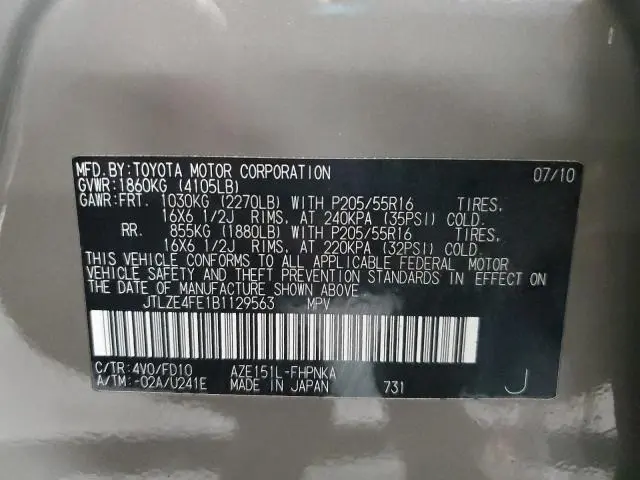 MFD.BY:TOYOTA MOTOR CORPORATION 07/10
GVWR:1860KG (4105LB)
GAWR:FRT. 1030KG (2270LB) WITH P205/55R16 TIRES,
16X6 1/2J RIMS, AT 240KPA (35PSI) COLD.
RR. 855KG (1880LB) WITH P205/55R16 TIRES,
16X6 1/2J RIMS, AT 220KPA (32PSI) COLD.
THIS VEHICLE CONFORMS TO ALL APPLICABLE FEDERAL MOTOR
VEHICLE SAFETY AND THEFT PREVENTION STANDARDS IN EFFECT ON
THE DATE OF MANUFACTURE SHOWN ABOVE.
JTLZE4FE1B1129563 MPV
C/TR:4V0/FD10 AZE151L-FHPNKA
A/TM:-02A/U241E MADE IN JAPAN 731 J